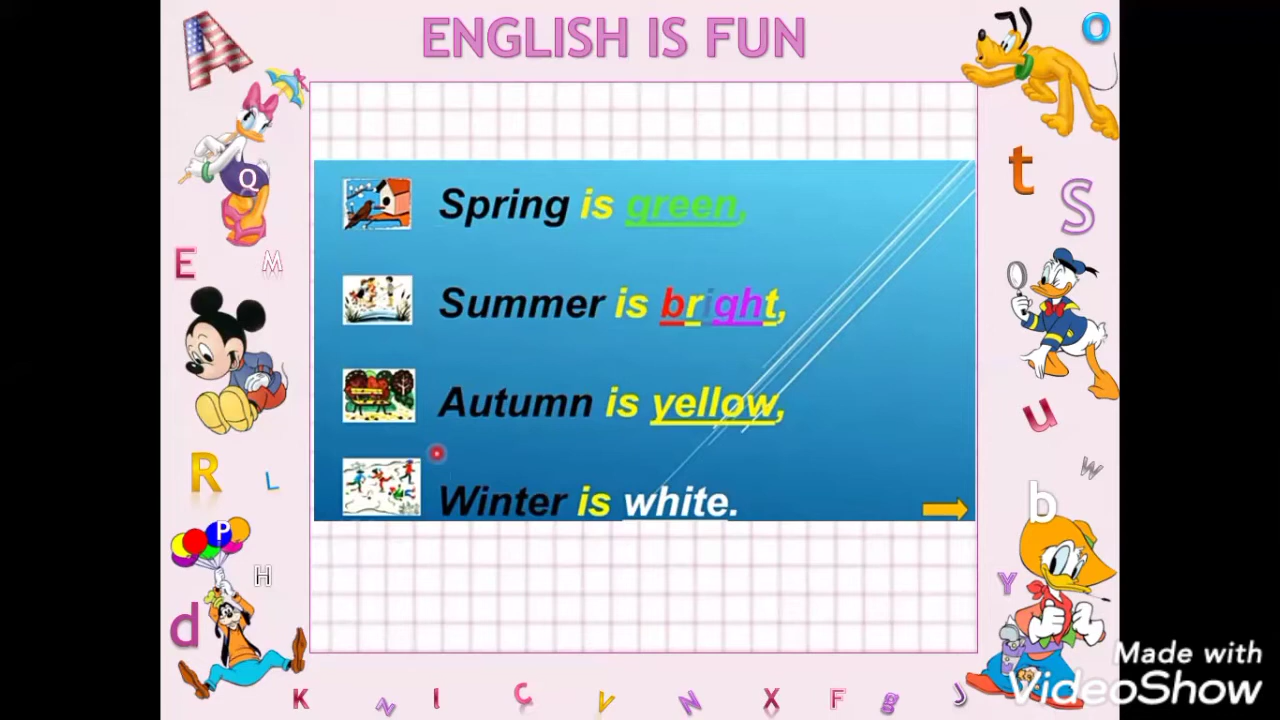 ENGLISH IS FUN
A
O
Q
t
S
Spring is green,
E
M
Summer is bright,
Autumn is yellow,
u
R
L
W
Winter is white.
b
P
H
Y
d
K
N
I
C
V
N
X
F
g
J
Made with
VideoShow